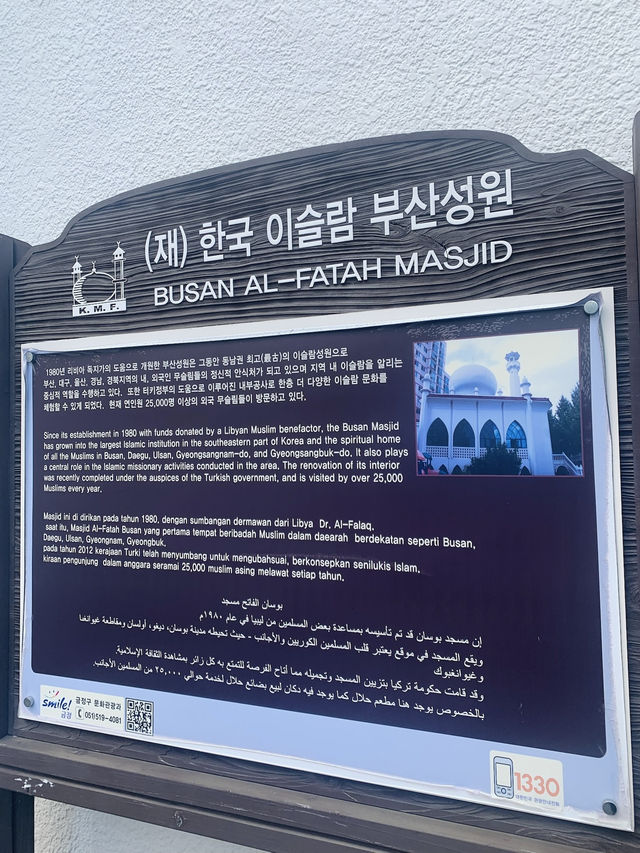 (재) 한국 이슬람 부산성원
K. M. F.
BUSAN AL-FATAH MASJID
1980년 리비아 독지가의 도움으로 개원한 부산성원은 그동안 동남권 최고(最古)의 이슬람성원으로
부산, 대구, 울산, 경남, 경북지역의 내, 외국인 무슬림들의 정신적 안식처가 되고 있으며 지역 내 이슬람을 알리는
중심적 역할을 수행하고 있다. 또한 터키정부의 도움으로 이루어진 내부공사로 한층 더 다양한 이슬람 문화를
체험할 수 있게 되었다. 현재 연인원 25,000명 이상의 외국 무슬림들이 방문하고 있다.
Since its establishment in 1980 with funds donated by a Libyan Muslim benefactor, the Busan Masjid
has grown into the largest Islamic institution in the southeastern part of Korea and the spiritual home
of all the Muslims in Busan, Daegu, Ulsan, Gyeongsangnam-do, and Gyeongsangbuk-do. It also plays
a central role in the Islamic missionary activities conducted in the area. The renovation of its interior
was recently completed under the auspices of the Turkish government, and is visited by over 25,000
Muslims every year.
Masjid ini di dirikan pada tahun 1980, dengan sumbangan dermawan dari Libya Dr, Al-Falaq,
saat itu, Masjid Al-Fatah Busan yang pertama tempat beribadah Muslim dalam daearah berdekatan seperti Busan,
Daegu, Ulsan, Gyeongnam, Gyeongbuk.
pada tahun 2012 kerajaan Turki telah menyumbang untuk mengubahsuai, berkonsepkan senilukis Islam,
kiraan pengunjung dalam anggara seramai 25,000 muslim asing melawat setiap tahun.
بوسان الفاتح مسجد
إن مسجد بوسان قد تم تأسيسه بمساعدة بعض المسلمين من ليبيا في عام ١٩٨٠م
ويقع المسجد في موقع يعتبر قلب المسلمين الكوريين والأجانب - حيث تحيطه مدينة بوسان، ديغو، أولسان ومقاطعة غيوانغنا
وغيوانغبوك
وقد قامت حكومة تركيا بتزيين المسجد وتجميله مما أتاح الفرصة للتمتع به كل زائر بمشاهدة الثقافة الإسلامية.
بالخصوص يوجد هنا مطعم حلال كما يوجد فيه دكان لبيع بضائع حلال لخدمة حوالي ٢٥,٠٠٠ من المسلمين الأجانب.
smile! 금정
금정구 문화관광과
051)519-4081
1330
대한민국 관광안내전화